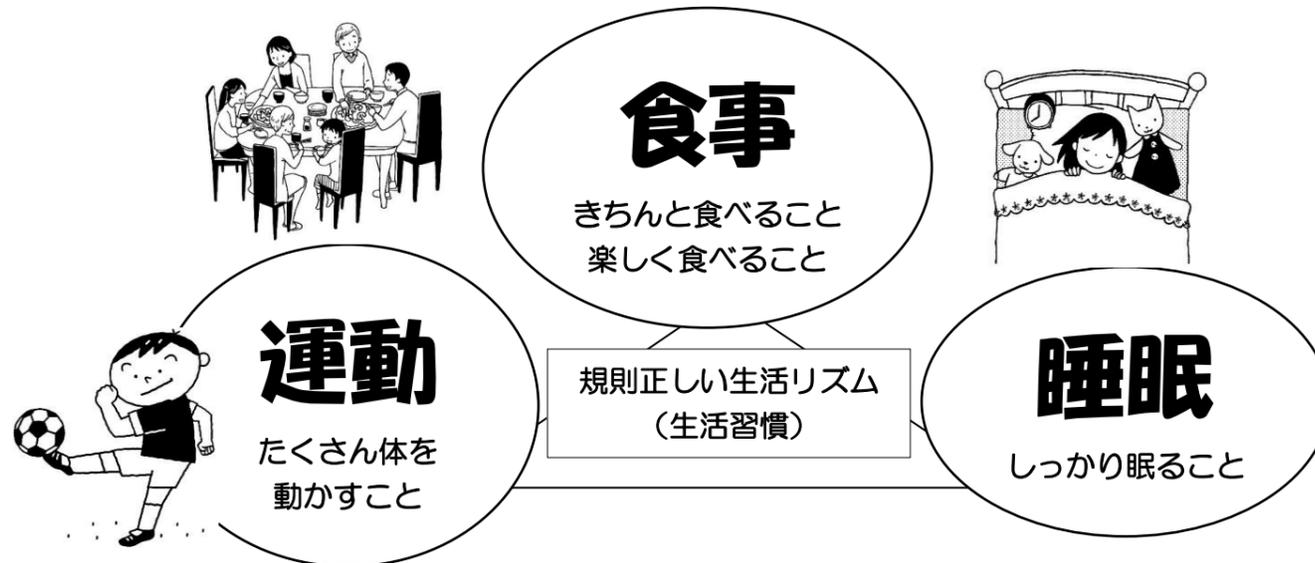 食事
きちんと食べること
楽しく食べること
運動
たくさん体を
動かすこと
規則正しい生活リズム
（生活習慣）
睡眠
しっかり眠ること